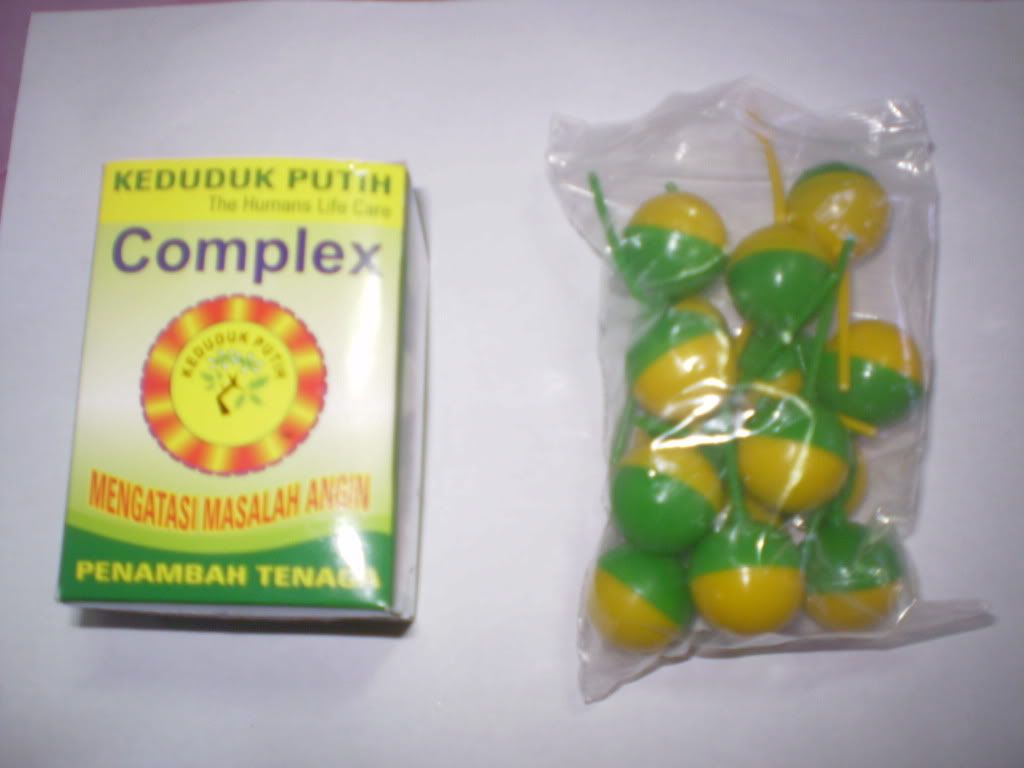 KEDUDUK PUTIH
The Humans Life Care
Complex
KEDUDUK PUTIH
MENGATASI MASALAH ANGIN
PENAMBAH TENAGA